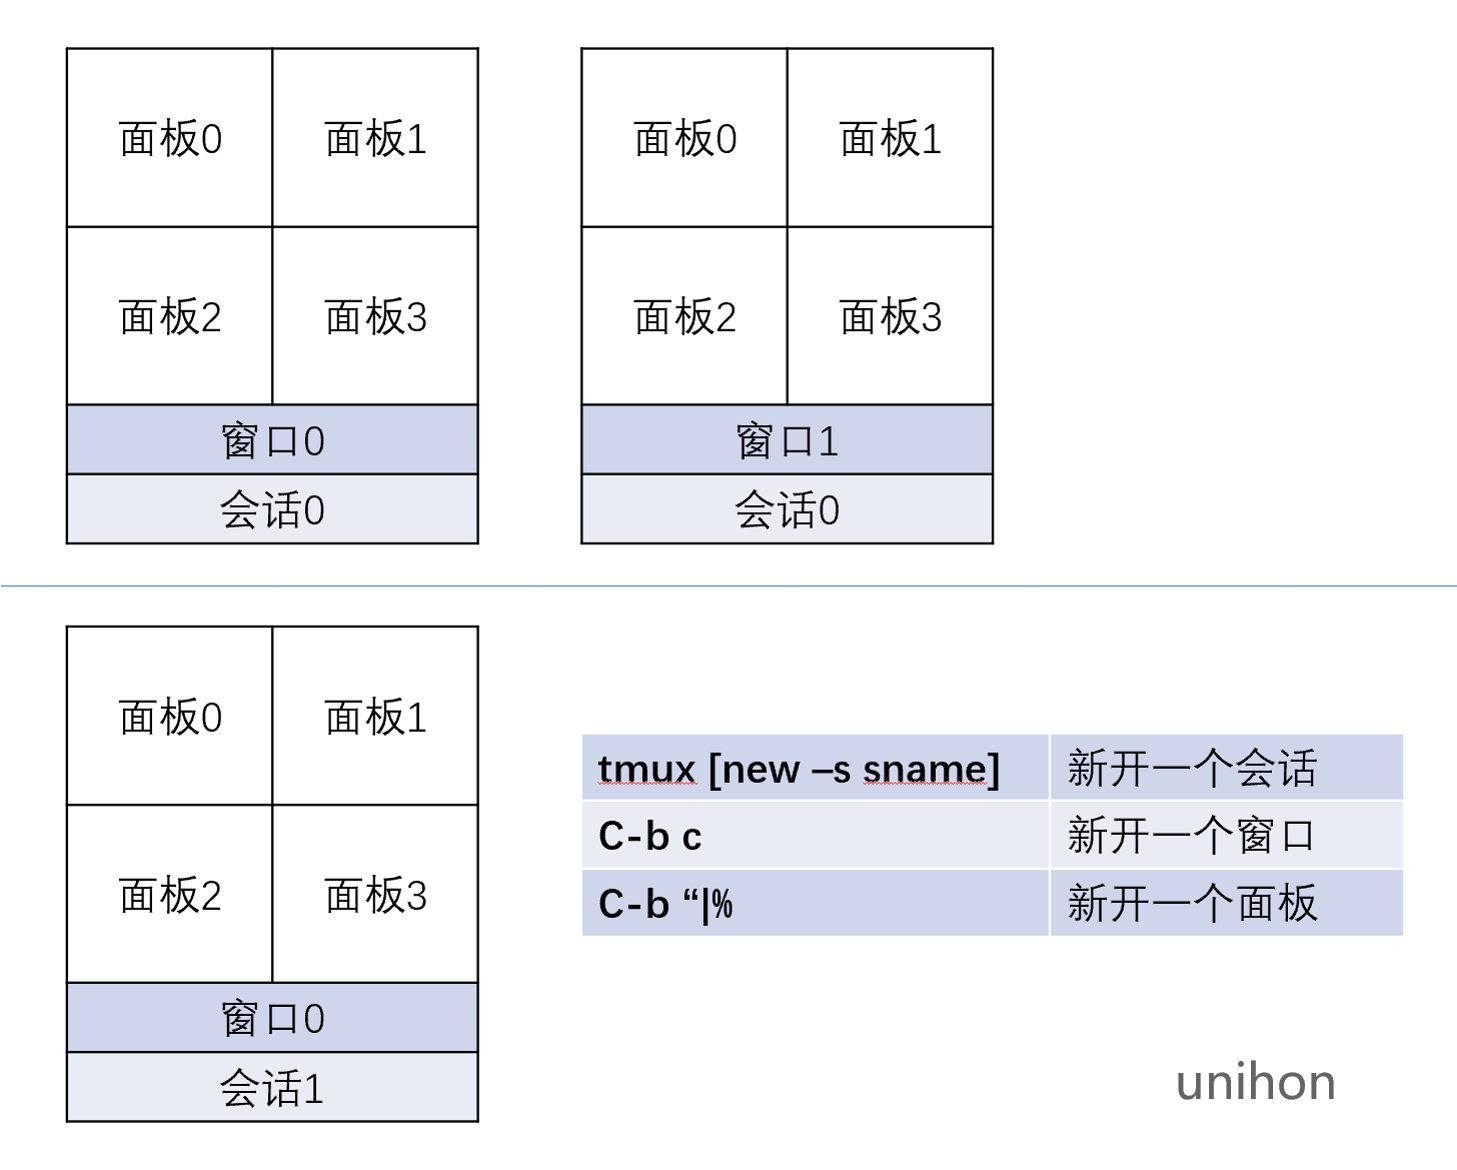 面板0 面板1
面板2 面板3
窗口0
会话0
面板0 面板1
面板2 面板3
窗口1
会话0
面板0 面板1
面板2 面板3
窗口0
会话1
tmux [new –s sname] 新开一个会话
C-b c 新开一个窗口
C-b “|% 新开一个面板
unihon